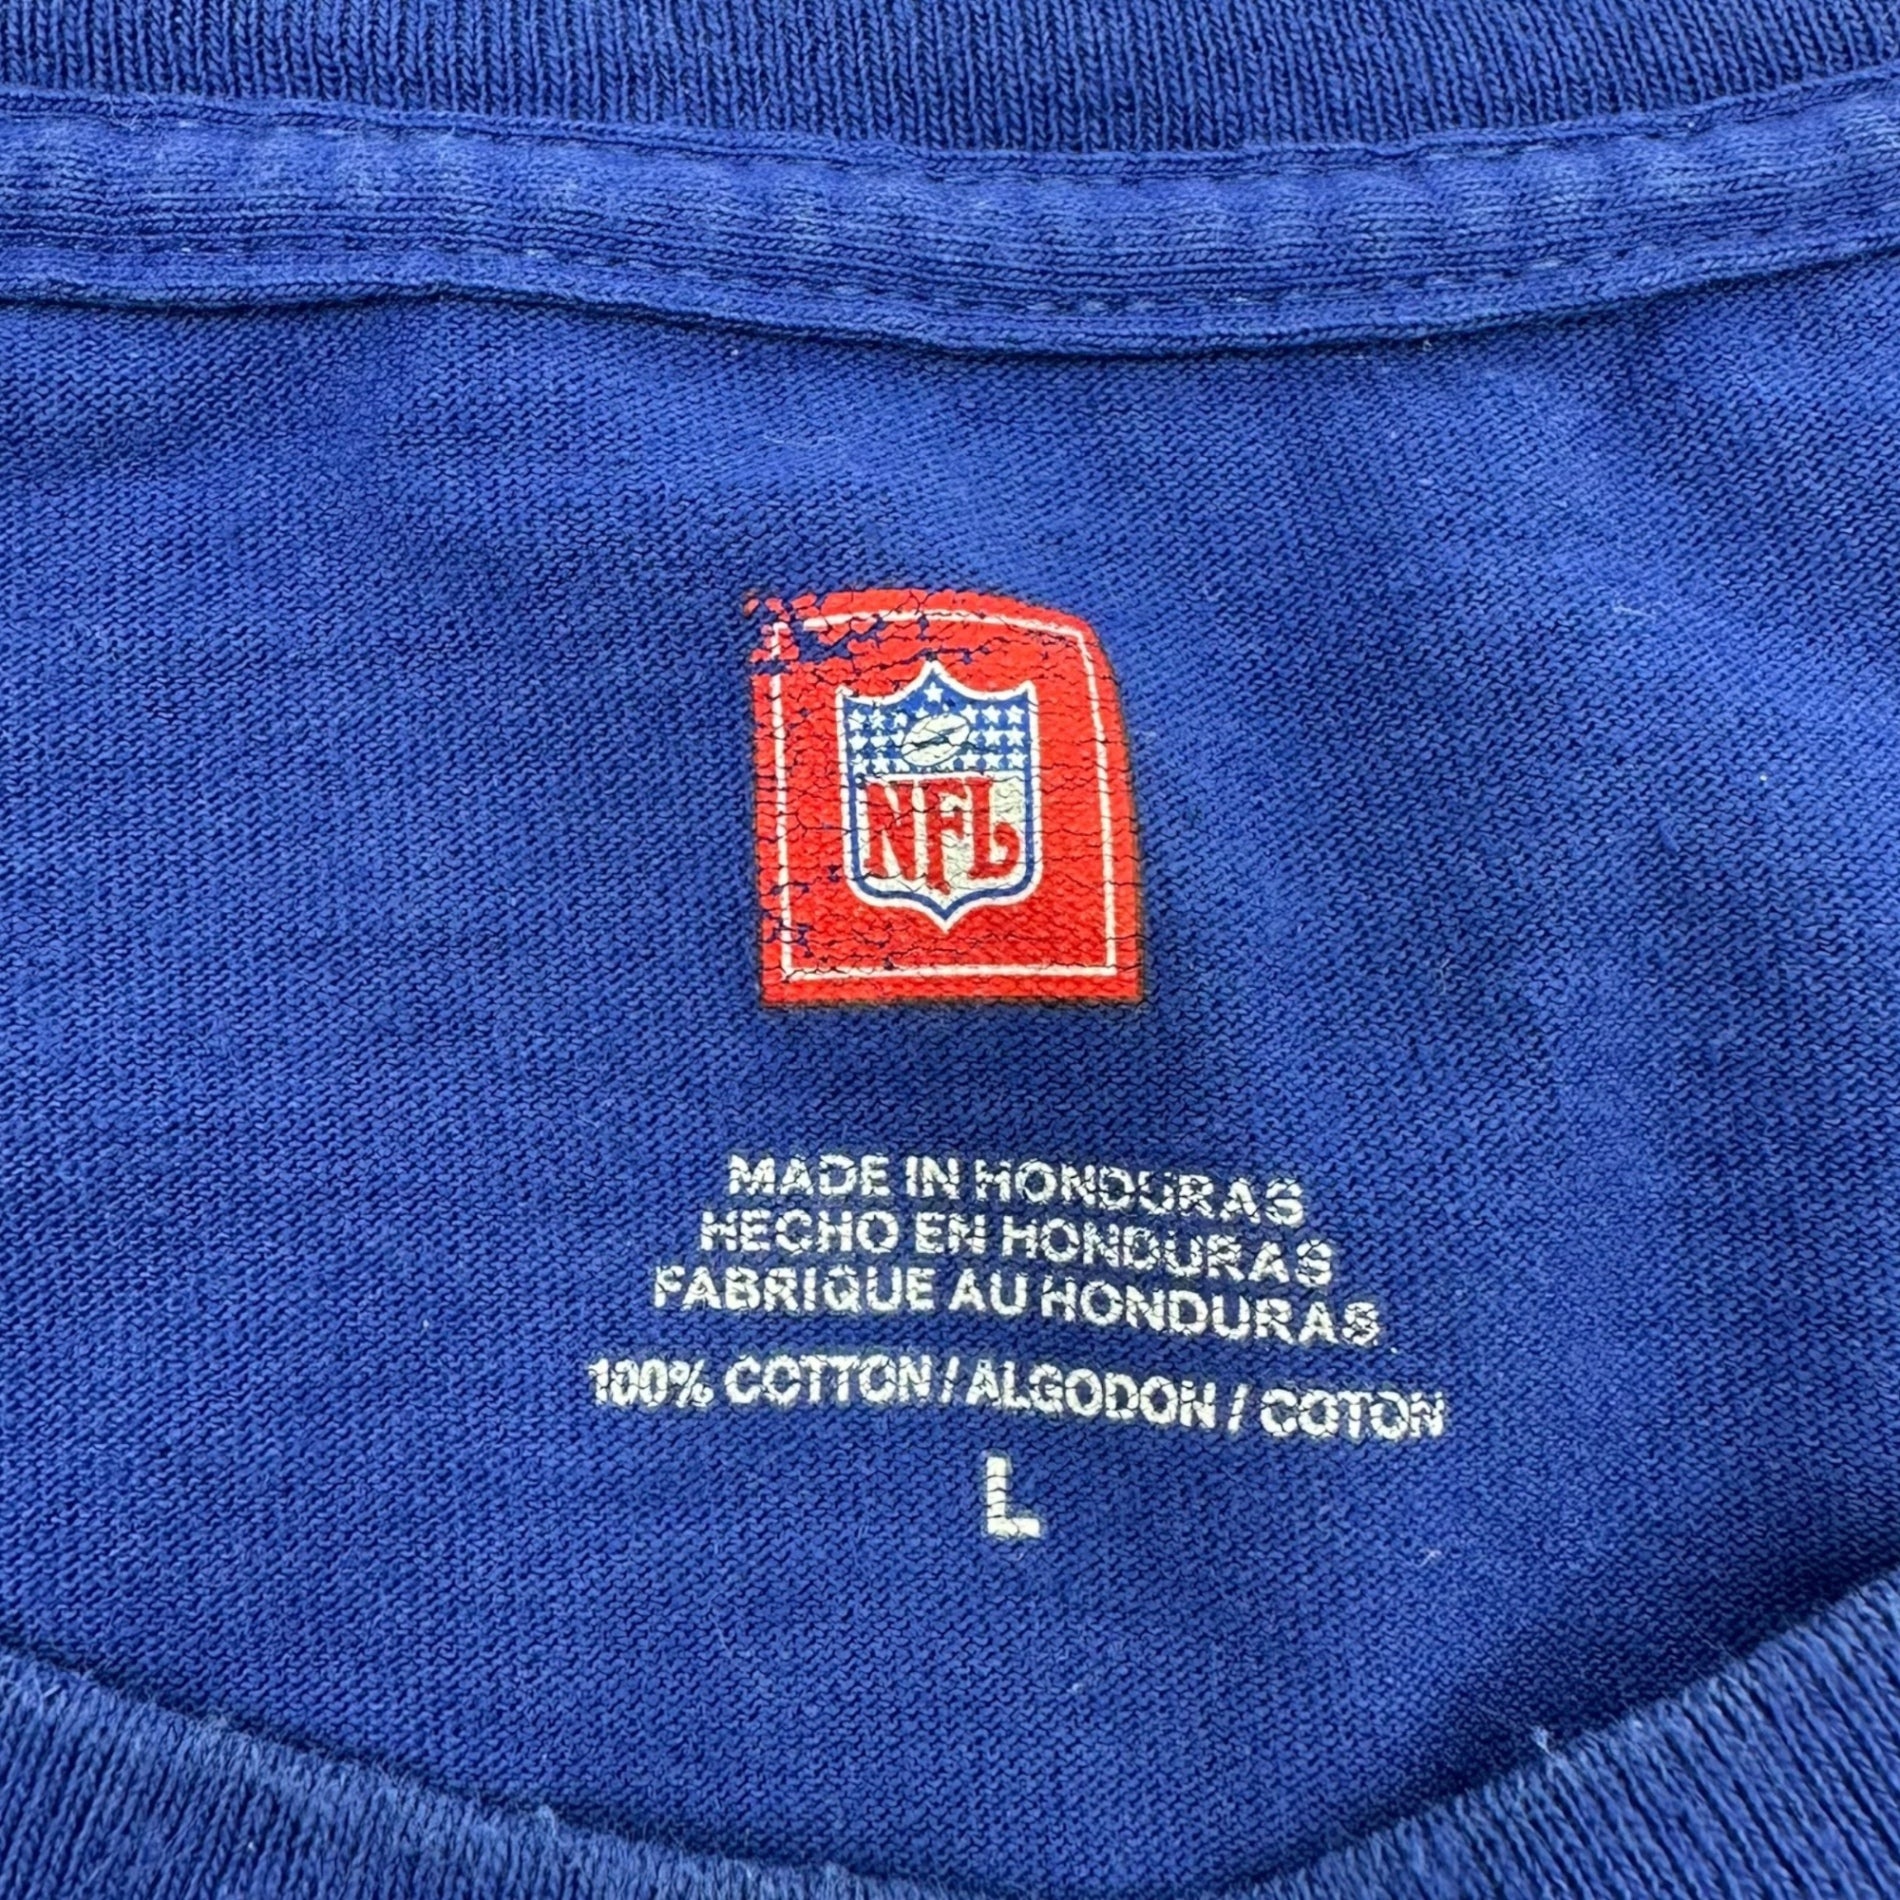 NFL
MADE IN HONDURAS
HECHO EN HONDURAS
FABRIQUE AU HONDURAS
100% COTTON / ALGODON / COTON
L